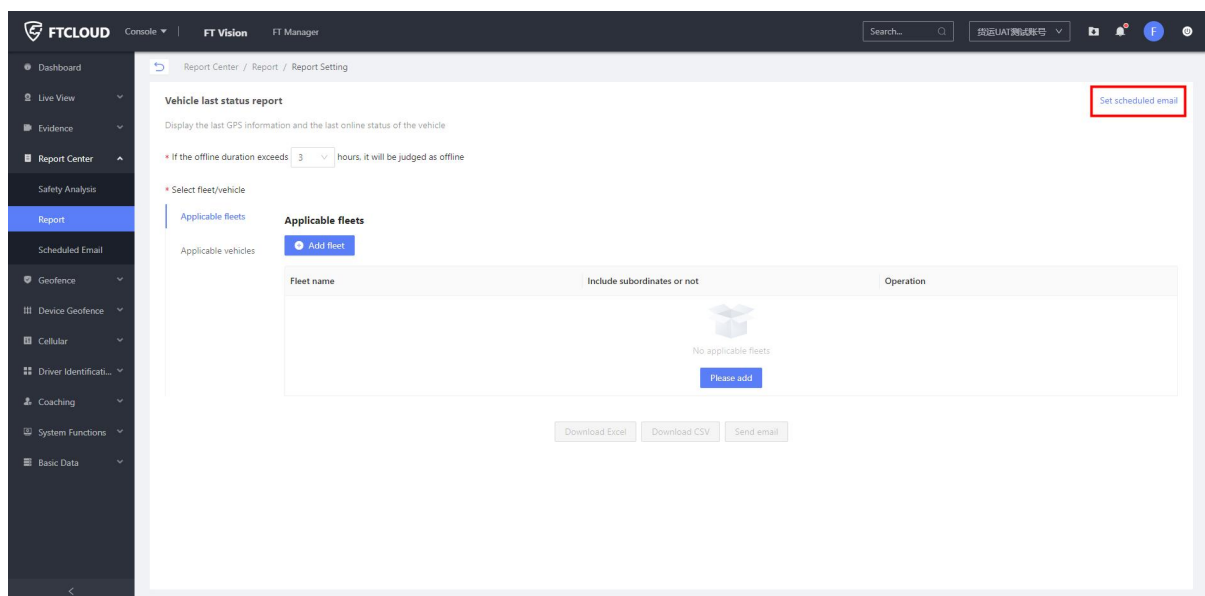 FTCLOUD Console FT Vision FT Manager Search... 货运UAT测试账号 F
Dashboard
Live View
Evidence
Report Center
Safety Analysis
Report
Scheduled Email
Geofence
Device Geofence
Cellular
Driver Identificati...
Coaching
System Functions
Basic Data
Report Center / Report / Report Setting
Vehicle last status report
Set scheduled email
Display the last GPS information and the last online status of the vehicle
* If the offline duration exceeds 3 hours, it will be judged as offline
* Select fleet/vehicle
Applicable fleets
Applicable vehicles
Applicable fleets
Add fleet
Fleet name Include subordinates or not Operation
No applicable fleets
Please add
Download Excel Download CSV Send email